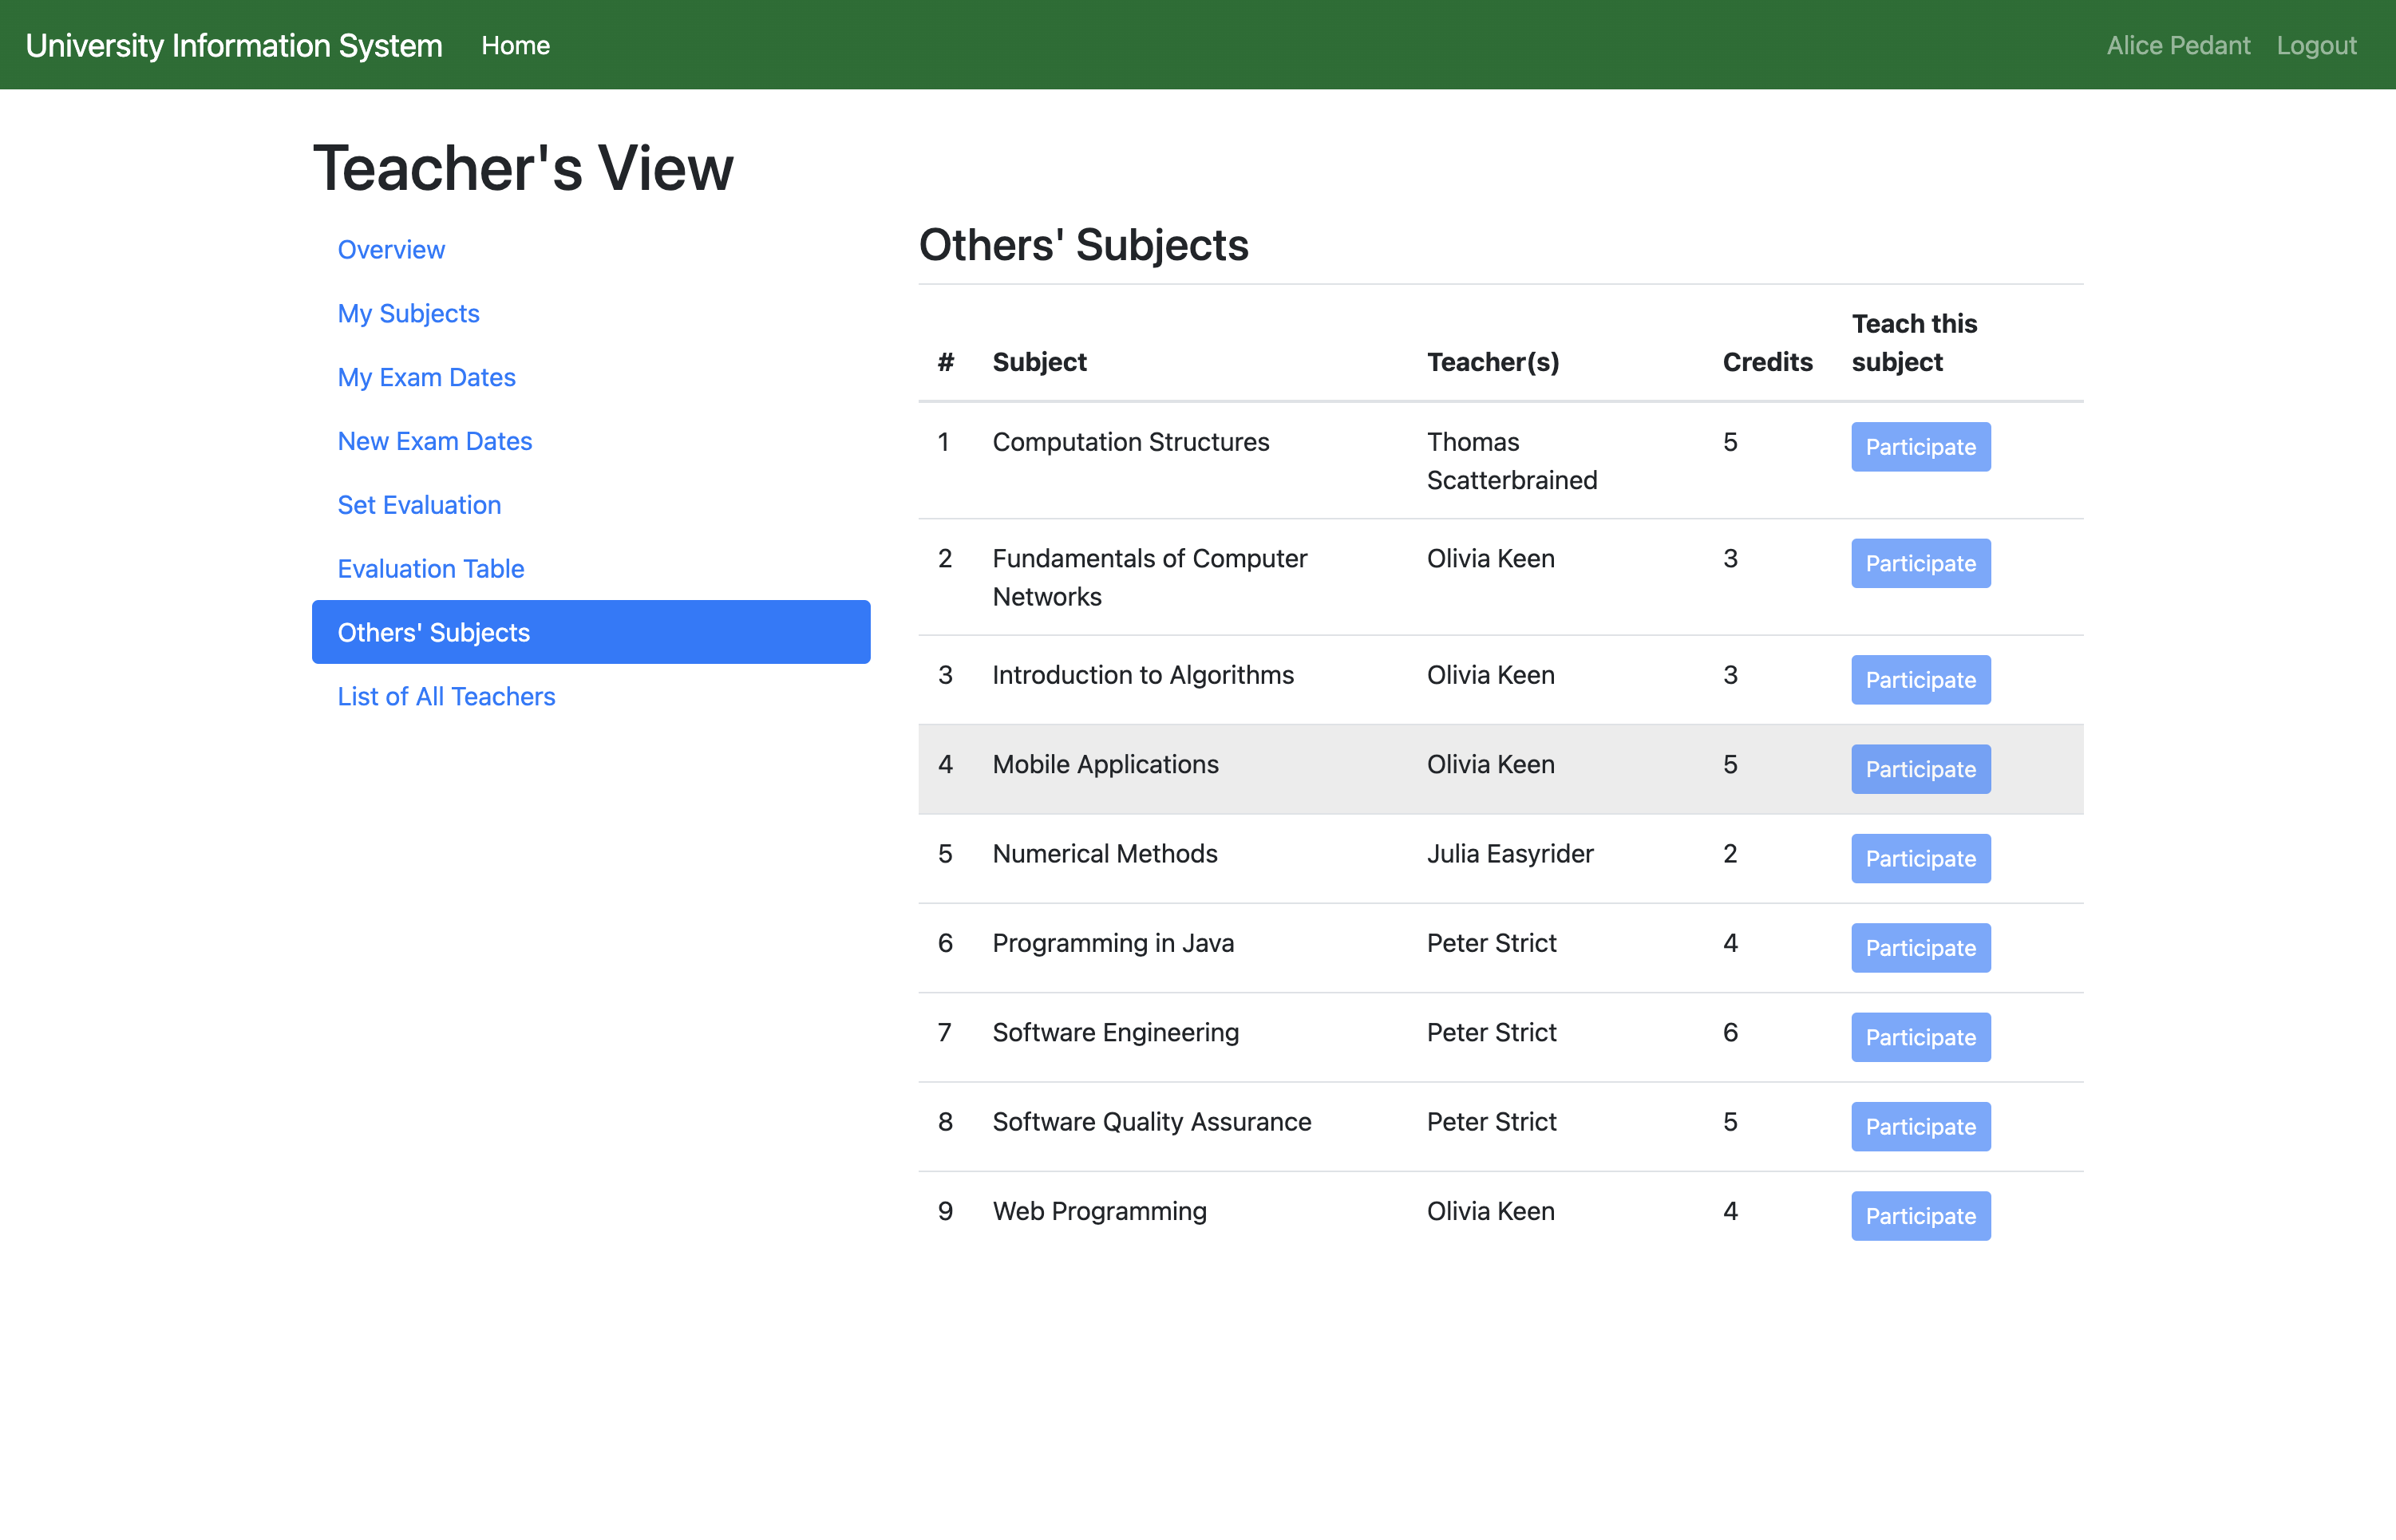 University Information System Home Alice Pedant Logout
Teacher's View
Overview
My Subjects
My Exam Dates
New Exam Dates
Set Evaluation
Evaluation Table
Others' Subjects
List of All Teachers
Others' Subjects
# Subject Teacher(s) Credits Teach this
subject
1 Computation Structures Thomas
Scatterbrained 5 Participate
2 Fundamentals of Computer
Networks Olivia Keen 3 Participate
3 Introduction to Algorithms Olivia Keen 3 Participate
4 Mobile Applications Olivia Keen 5 Participate
5 Numerical Methods Julia Easyrider 2 Participate
6 Programming in Java Peter Strict 4 Participate
7 Software Engineering Peter Strict 6 Participate
8 Software Quality Assurance Peter Strict 5 Participate
9 Web Programming Olivia Keen 4 Participate